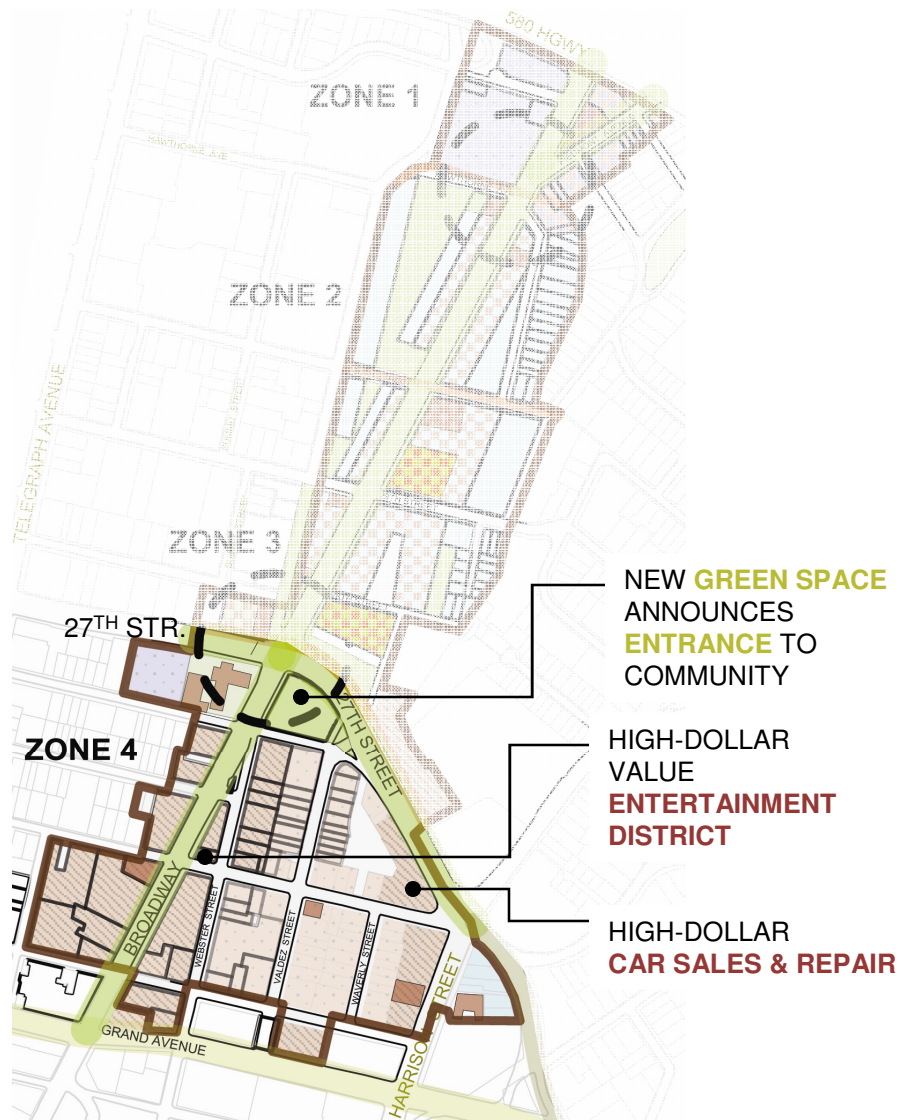 580 HGWY
ZONE 1
HAWTHORNE AVE
ZONE 2
TELEGRAPH AVENUE
ZONE 3
27TH STR.
NEW GREEN SPACE
ANNOUNCES
ENTRANCE TO
COMMUNITY
27TH STREET
ZONE 4
HIGH-DOLLAR
VALUE
ENTERTAINMENT
DISTRICT
BROADWAY
WEBSTER STREET
VALDEZ STREET
WAVERLY STREET
HARRISON STREET
HIGH-DOLLAR
CAR SALES & REPAIR
GRAND AVENUE